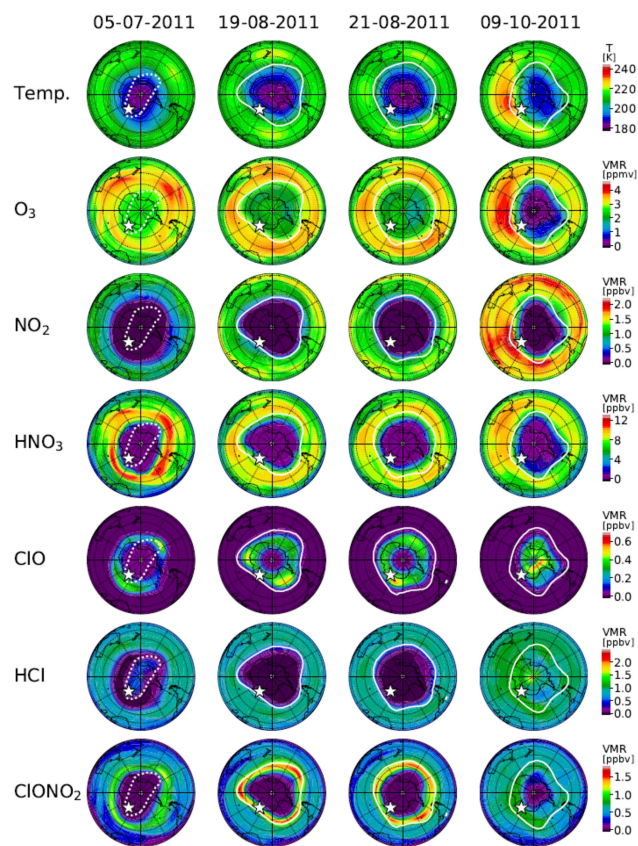 05-07-2011 19-08-2011 21-08-2011 09-10-2011
Temp.
T
[K]
240
220
200
180
O₃
VMR
[ppmv]
4
3
2
1
0
NO₂
VMR
[ppbv]
2.0
1.5
1.0
0.5
0.0
HNO₃
VMR
[ppbv]
12
8
4
0
ClO
VMR
[ppbv]
0.6
0.4
0.2
0.0
HCl
VMR
[ppbv]
2.0
1.5
1.0
0.5
0.0
ClONO₂
VMR
[ppbv]
1.5
1.0
0.5
0.0